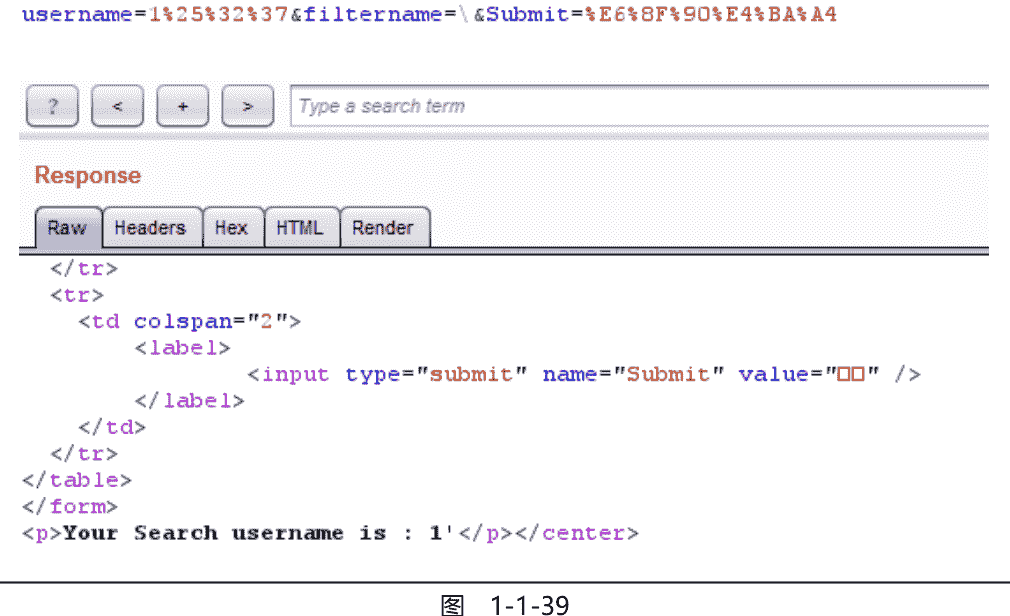 username=1%25%32%37&filtername=\&Submit=%E6%8F%90%E4%BA%A4
? < + > Type a search term
Response
Raw Headers Hex HTML Render
</tr>
<tr>
<td colspan="2">
<label>
<input type="submit" name="Submit" value="□□" />
</label>
</td>
</tr>
</table>
</form>
<p>Your Search username is : 1'</p></center>
图 1-1-39